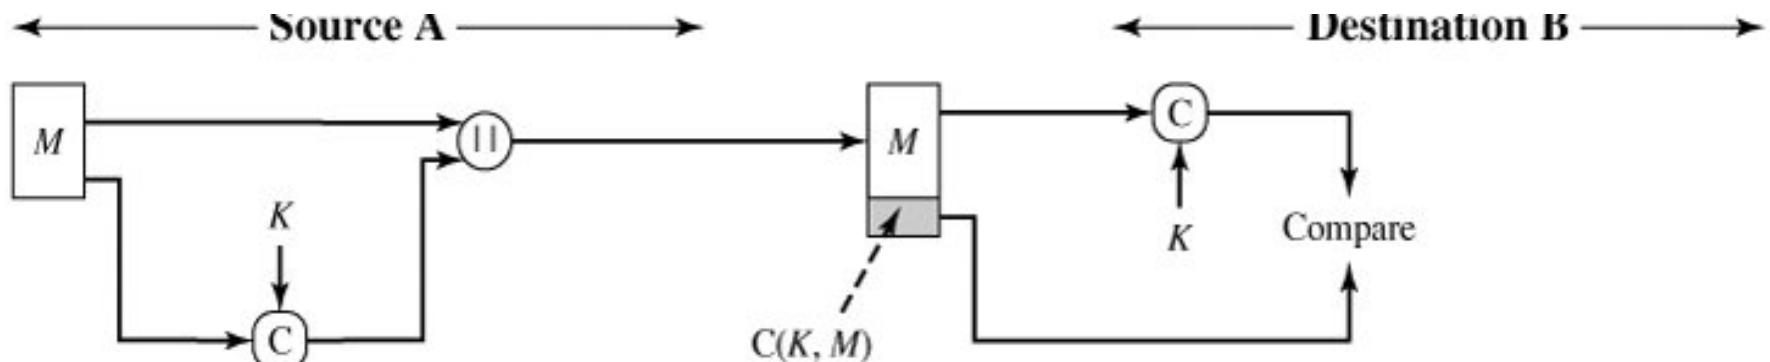 Source A
Destination B
M
||
M
C
K
K
Compare
C
C(K, M)